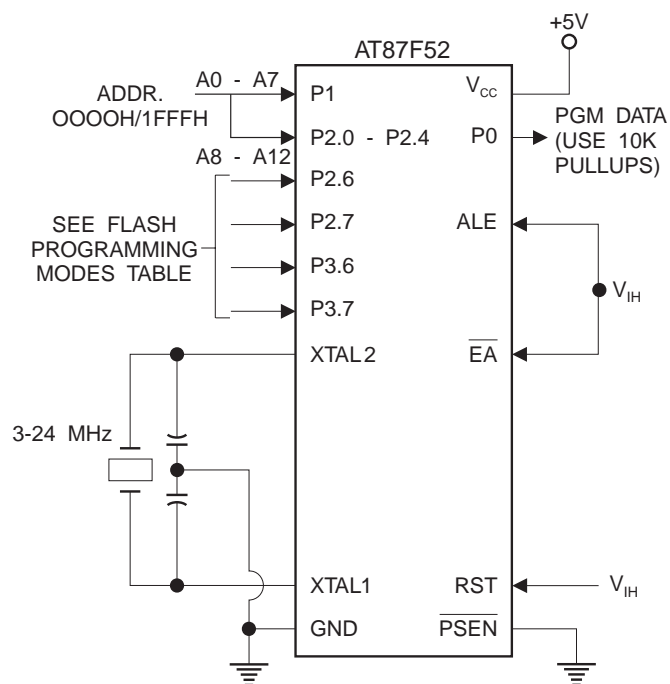 +5V
AT87F52
A0 - A7
ADDR.
OOOOH/1FFFH
P1
VCC
P2.0 - P2.4
P0
PGM DATA
(USE 10K
PULLUPS)
A8 - A12
P2.6
SEE FLASH
PROGRAMMING
MODES TABLE
P2.7
ALE
P3.6
VIH
P3.7
XTAL2
EA
3-24 MHz
XTAL1
RST
VIH
GND
PSEN